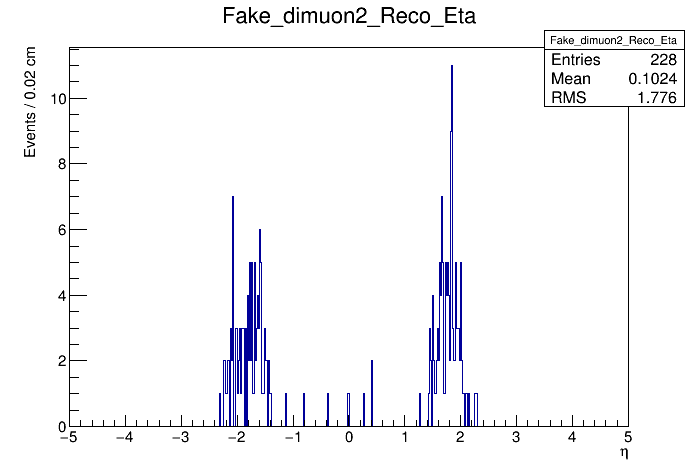 Fake_dimuon2_Reco_Eta
Fake_dimuon2_Reco_Eta
Entries 228
Mean 0.1024
RMS 1.776
Events / 0.02 cm
10
8
6
4
2
0
−5 −4 −3 −2 −1 0 1 2 3 4 5
η